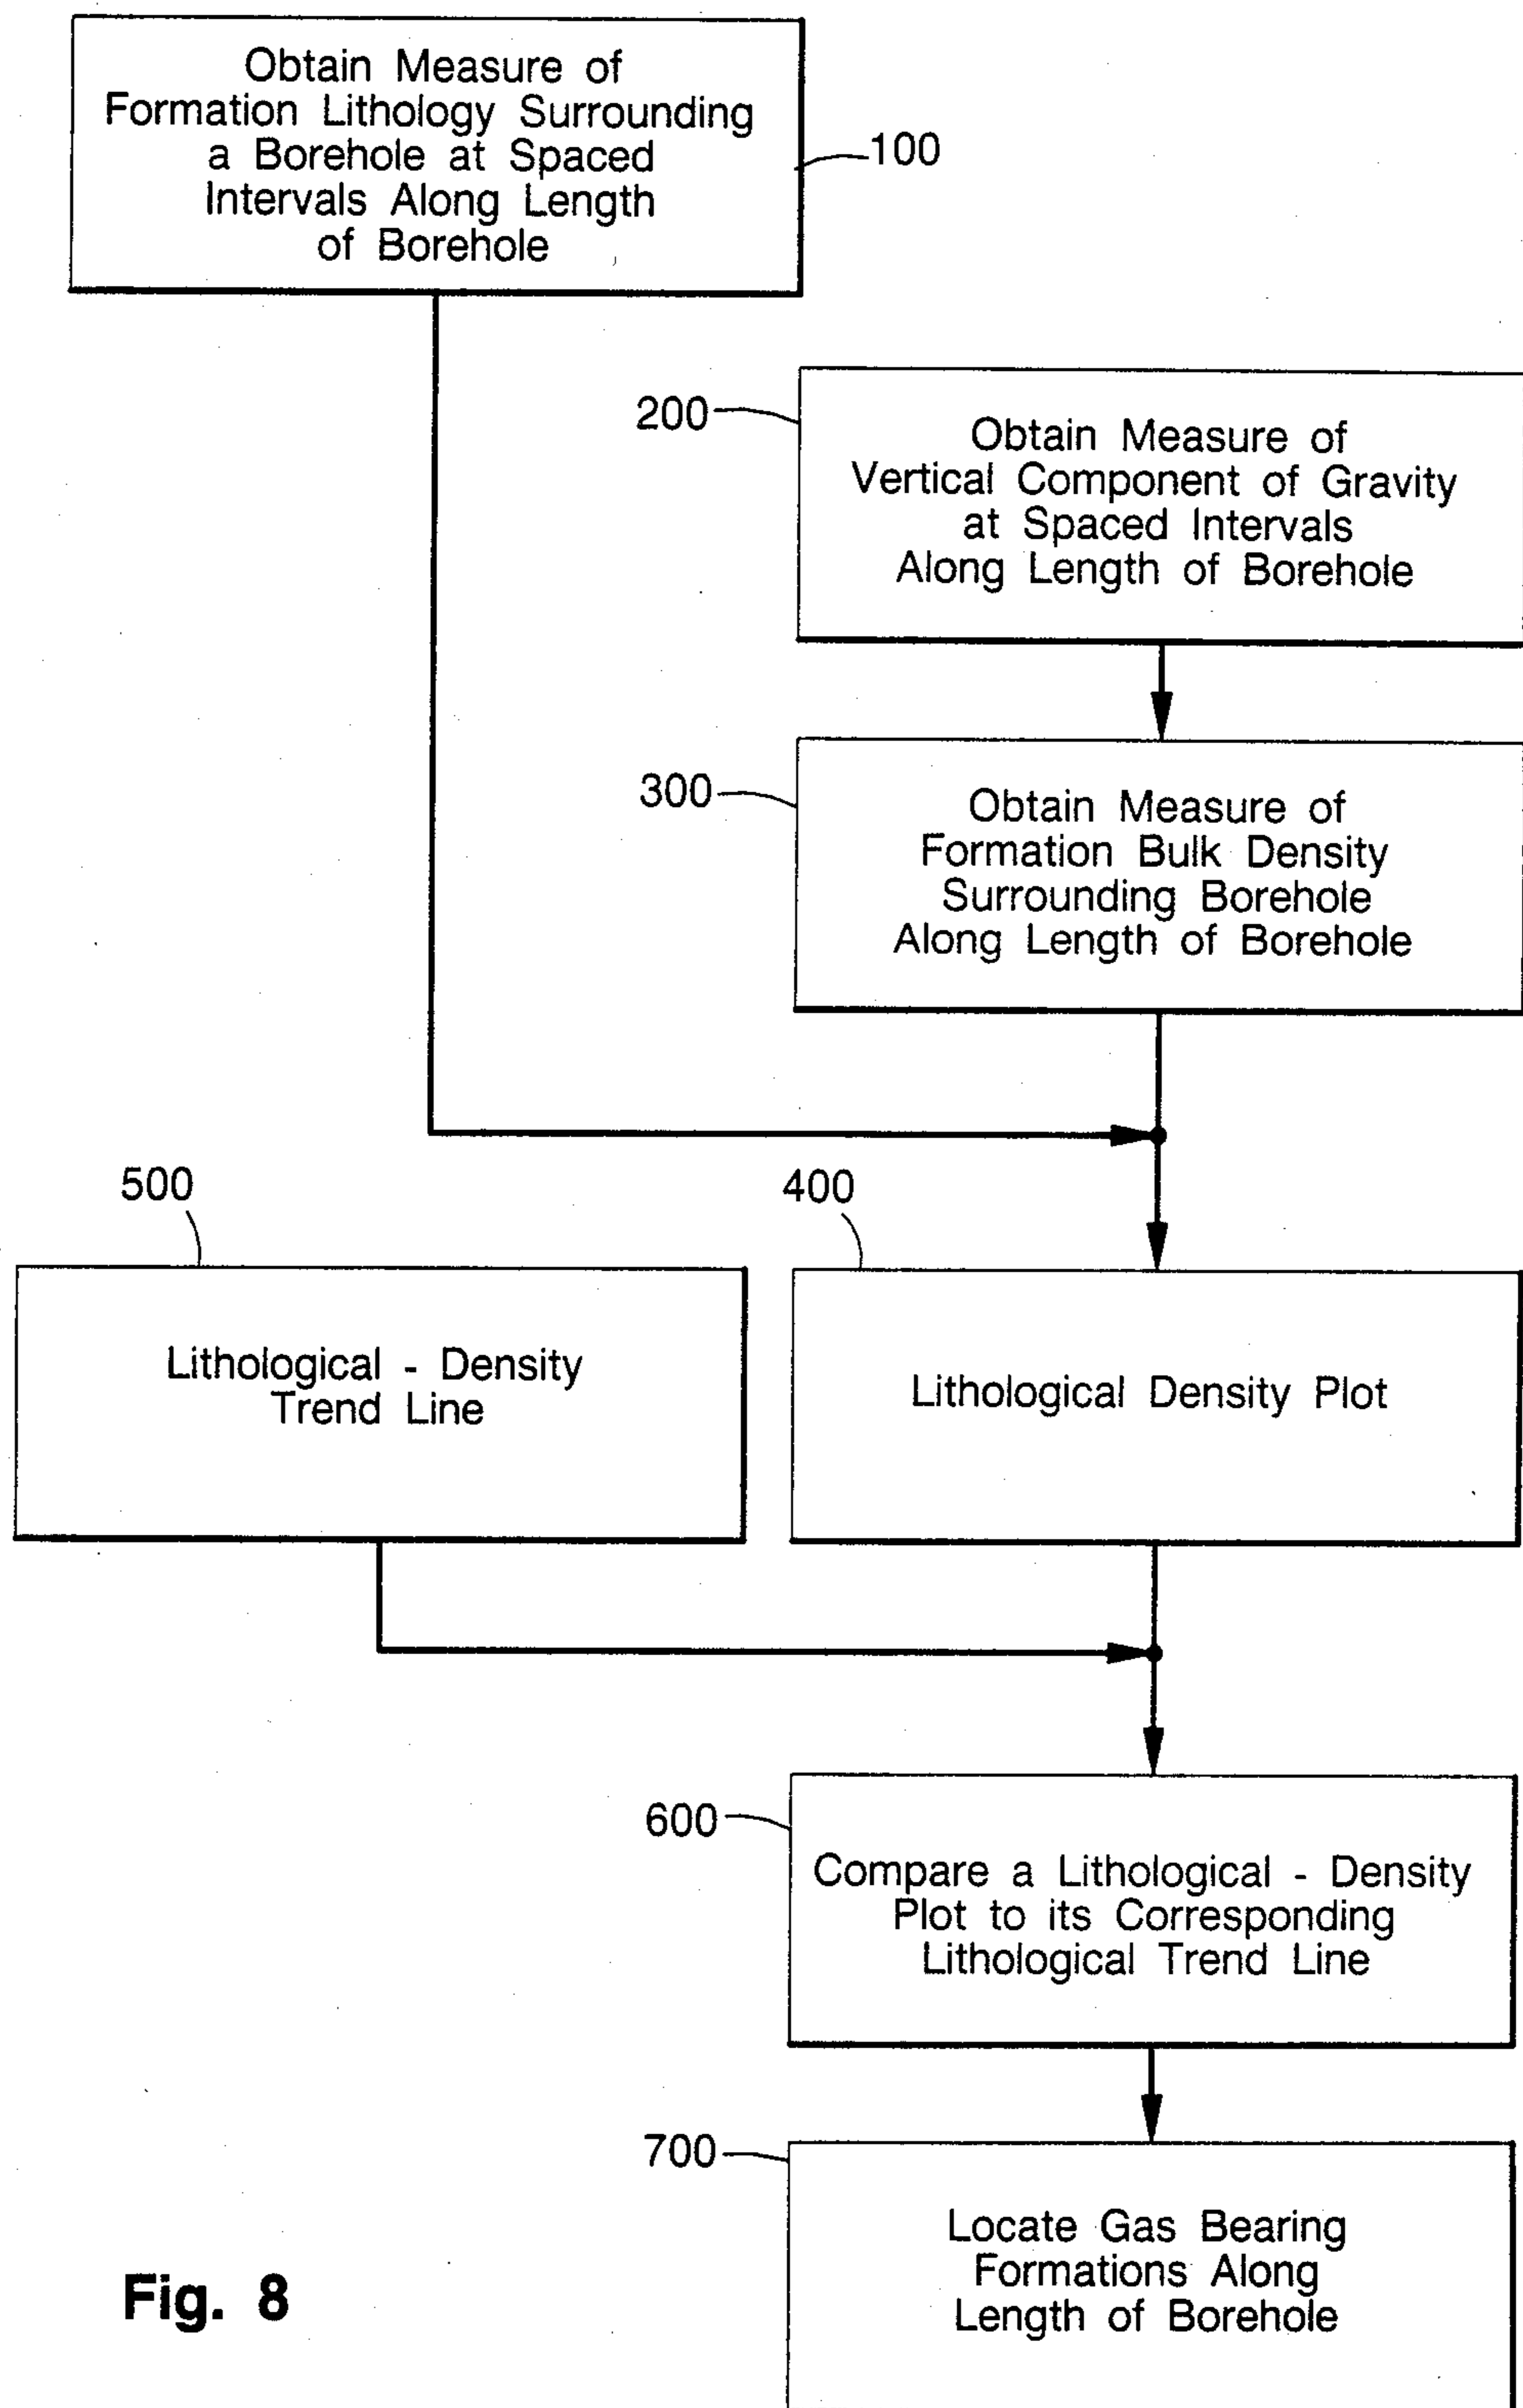 Obtain Measure of
Formation Lithology Surrounding
a Borehole at Spaced
Intervals Along Length
of Borehole
100
200
Obtain Measure of
Vertical Component of Gravity
at Spaced Intervals
Along Length of Borehole
300
Obtain Measure of
Formation Bulk Density
Surrounding Borehole
Along Length of Borehole
500
400
Lithological - Density
Trend Line
Lithological Density Plot
600
Compare a Lithological - Density
Plot to its Corresponding
Lithological Trend Line
700
Locate Gas Bearing
Formations Along
Length of Borehole
Fig. 8